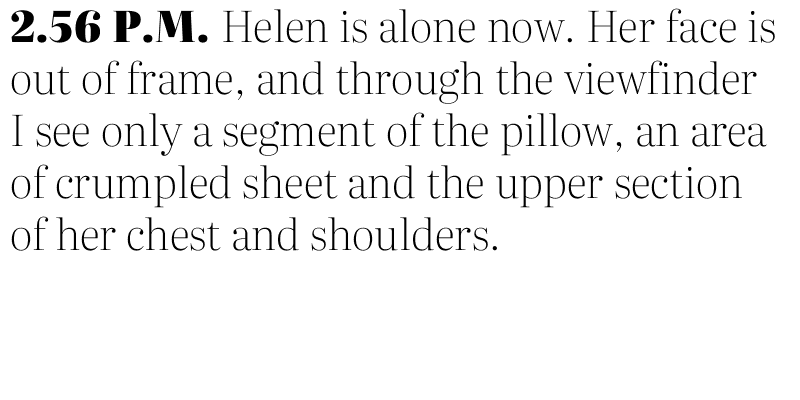 2.56 P.M. Helen is alone now. Her face is
out of frame, and through the viewfinder
I see only a segment of the pillow, an area
of crumpled sheet and the upper section
of her chest and shoulders.